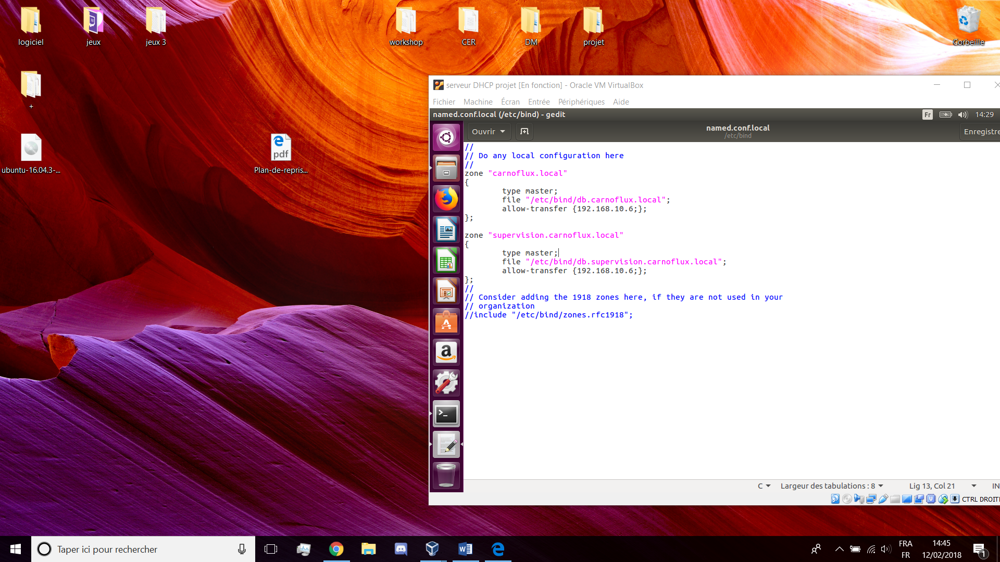 logiciel
jeux
jeux 3
workshop
CER
DM
projet
Corbeille
+
ubuntu-16.04.3-...
pdf
Plan-de-repris...
serveur DHCP projet [En fonction] - Oracle VM VirtualBox
Fichier Machine Écran Entrée Périphériques Aide
named.conf.local (/etc/bind) - gedit
Fr
14:29
Ouvrir
named.conf.local
/etc/bind
Enregistre
//
// Do any local configuration here
//
zone "carnoflux.local"
{
type master;
file "/etc/bind/db.carnoflux.local";
allow-transfer {192.168.10.6;};
};
zone "supervision.carnoflux.local"
{
type master;
file "/etc/bind/db.supervision.carnoflux.local";
allow-transfer {192.168.10.6;};
};
//
// Consider adding the 1918 zones here, if they are not used in your
// organization
//include "/etc/bind/zones.rfc1918";
C Largeur des tabulations : 8 Lig 13, Col 21 IN
CTRL DROITE
Taper ici pour rechercher
FRA
FR
14:45
12/02/2018
1